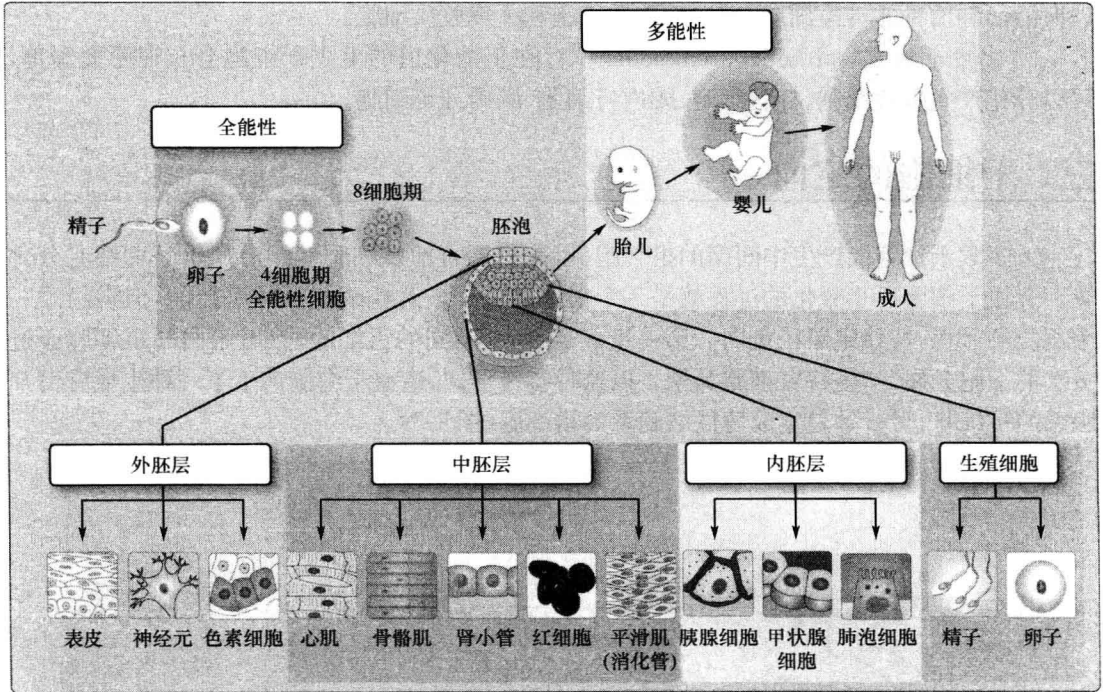 多能性
全能性
8细胞期
精子
胚泡
婴儿
胎儿
卵子
4细胞期
全能性细胞
成人
外胚层
中胚层
内胚层
生殖细胞
表皮
神经元
色素细胞
心肌
骨骼肌
肾小管
红细胞
平滑肌
(消化管)
胰腺细胞
甲状腺
细胞
肺泡细胞
精子
卵子